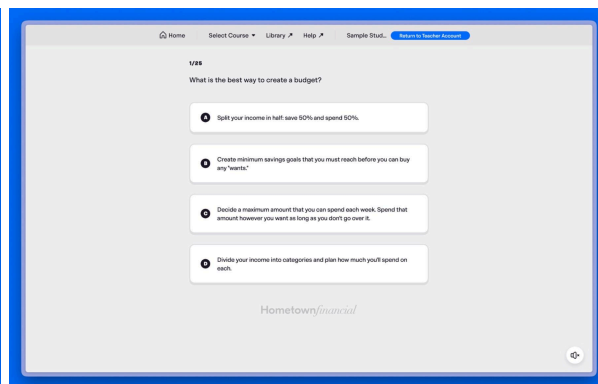 Home Select Course Library Help Sample Stud... Return to Teacher Account
1/25
What is the best way to create a budget?
A Split your income in half: save 50% and spend 50%.
B Create minimum savings goals that you must reach before you can buy
any "wants."
C Decide a maximum amount that you can spend each week. Spend that
amount however you want as long as you don't go over it.
D Divide your income into categories and plan how much you'll spend on
each.
Hometown financial